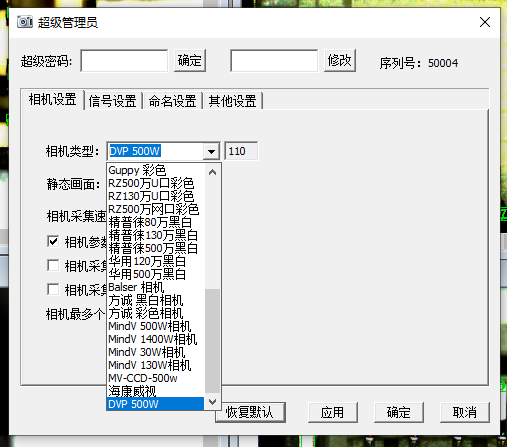 超级管理员
超级密码: 确定 修改 序列号: 50004
相机设置 信号设置 命名设置 其他设置
相机类型: DVP 500W 110
静态画面:
相机采集速
相机参数
相机采集
相机采集
相机最多个
Guppy 彩色
RZ500万U口彩色
RZ130万U口彩色
RZ500万网口彩色
精普徕80万黑白
精普徕130万黑白
精普徕500万黑白
华用120万黑白
华用500万黑白
Balser 相机
方诚 黑白相机
方诚 彩色相机
MindV 500W相机
MindV 1400W相机
MindV 30W相机
MindV 130W相机
MV-CCD-500w
海康威视
DVP 500W
恢复默认 应用 确定 取消